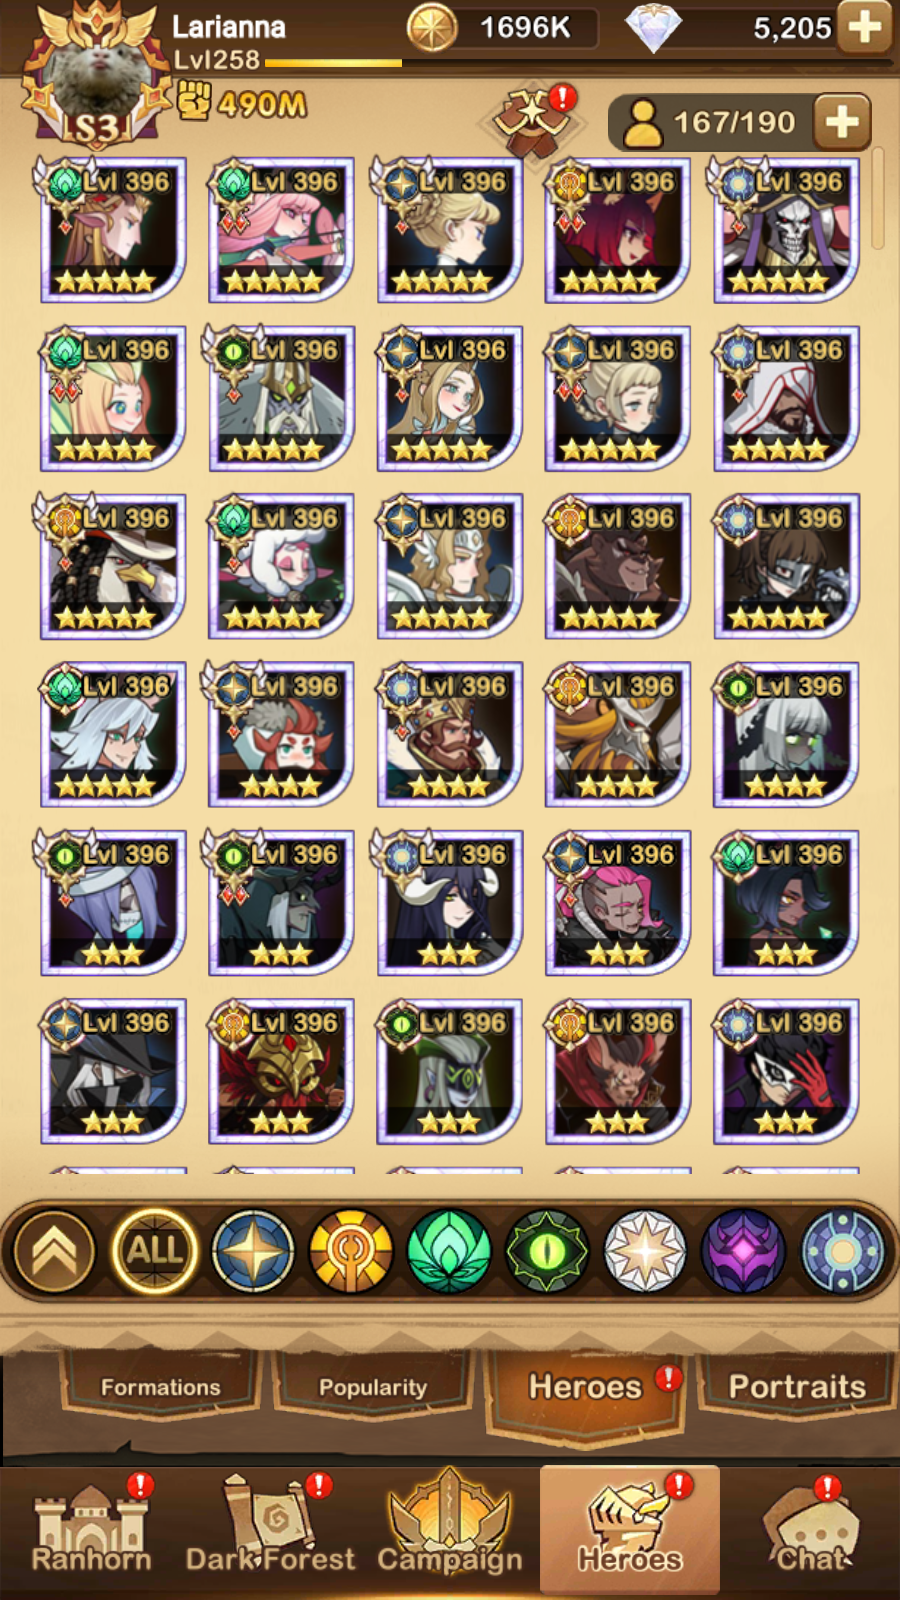 Larianna
1696K
5,205
Lvl258
490M
S3
167/190
Lvl 396 Lvl 396 Lvl 396 Lvl 396 Lvl 396
Lvl 396 Lvl 396 Lvl 396 Lvl 396 Lvl 396
Lvl 396 Lvl 396 Lvl 396 Lvl 396 Lvl 396
Lvl 396 Lvl 396 Lvl 396 Lvl 396 Lvl 396
Lvl 396 Lvl 396 Lvl 396 Lvl 396 Lvl 396
Lvl 396 Lvl 396 Lvl 396 Lvl 396 Lvl 396
ALL
Formations Popularity Heroes Portraits
Ranhorn Dark Forest Campaign Heroes Chat